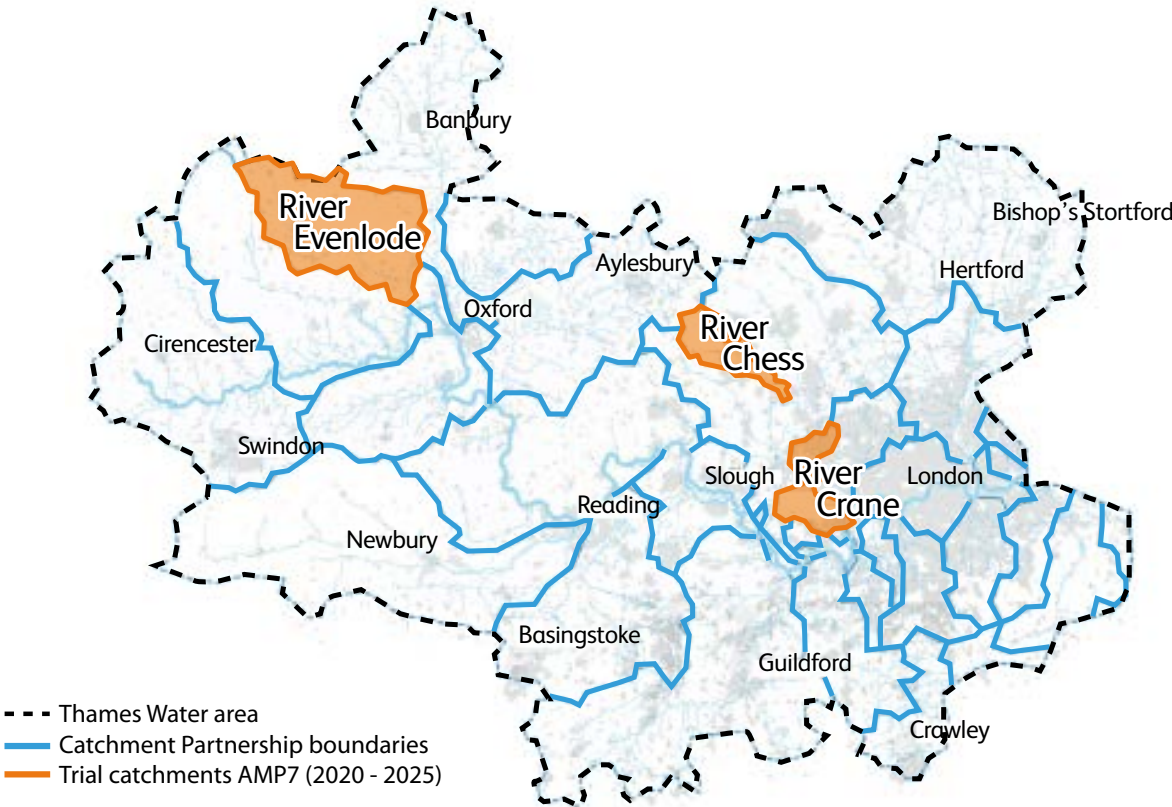 Banbury
River
Evenlode
Bishop's Stortford
Aylesbury
Hertford
Oxford
River
Chess
Cirencester
Swindon
Slough
River
Crane
London
Reading
Newbury
Basingstoke
Guildford
Crawley
Thames Water area
Catchment Partnership boundaries
Trial catchments AMP7 (2020 - 2025)